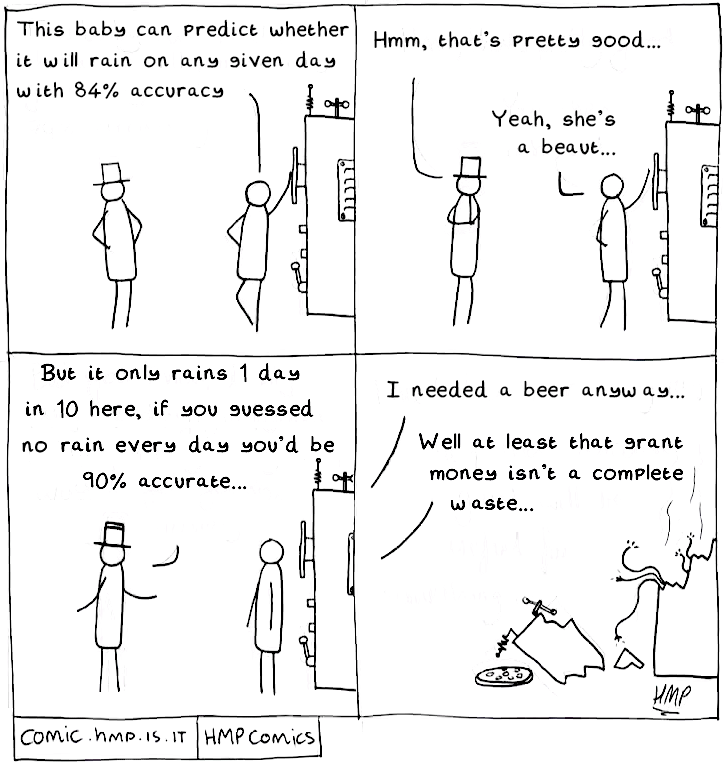 This baby can predict whether
it will rain on any given day
with 84% accuracy
Hmm, that's pretty good...
Yeah, she's
a beaut...
But it only rains 1 day
in 10 here, if you guessed
no rain every day you'd be
90% accurate...
I needed a beer anyway...
Well at least that grant
money isn't a complete
waste...
HMP
comic.hmp.is.it
HMP Comics